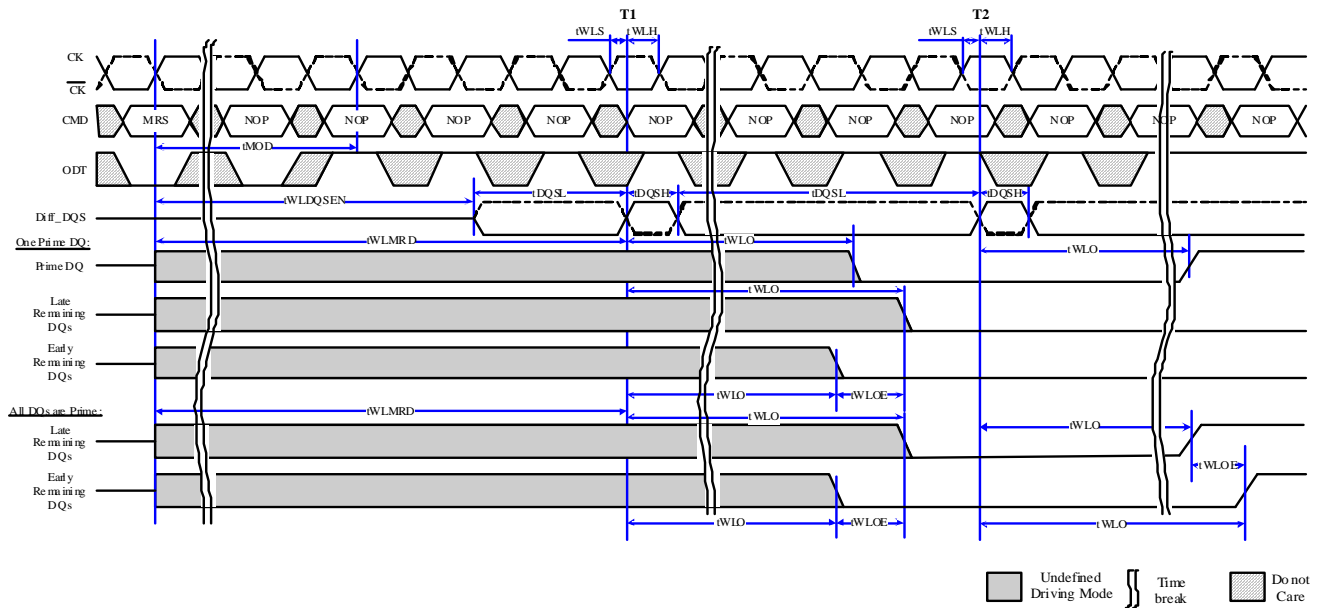 T1 T2
tWLS tWLH tWLS tWLH
CK
CK
CMD MRS NOP NOP NOP NOP NOP NOP NOP NOP NOP NOP NOP
tMOD
ODT
tDQSL tDQSH tDQSL tDQSH
tWLDQSEN
Diff_DQS
One Prime DQ: tWLMRD tWLO
tWLO
Prime DQ
tWLO
Late
Remaining
DQs
Early
Remaining
DQs
tWLO tWLOE
All DQs are Prime: tWLMRD
tWLO
tWLO
Late
Remaining
DQs
tWLOE
Early
Remaining
DQs
tWLO tWLOE tWLO
Undefined
Driving Mode
Time
break
Do not
Care